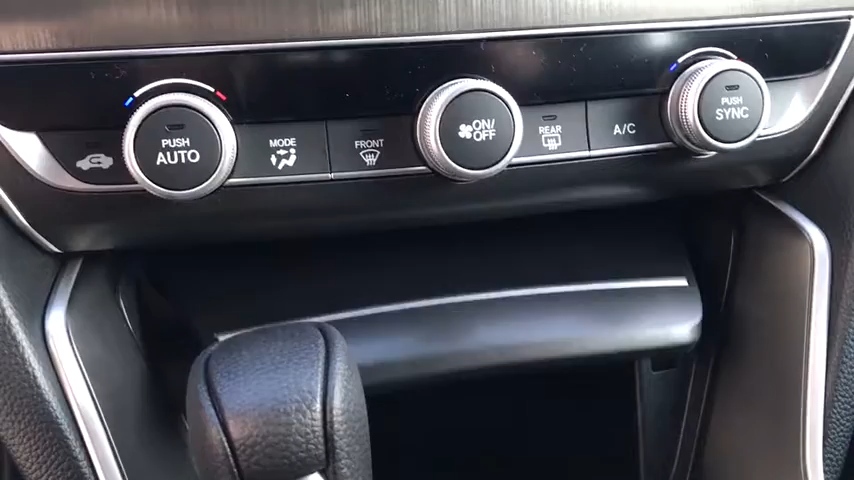 PUSH
AUTO
MODE
FRONT
ON/
OFF
REAR
A/C
PUSH
SYNC